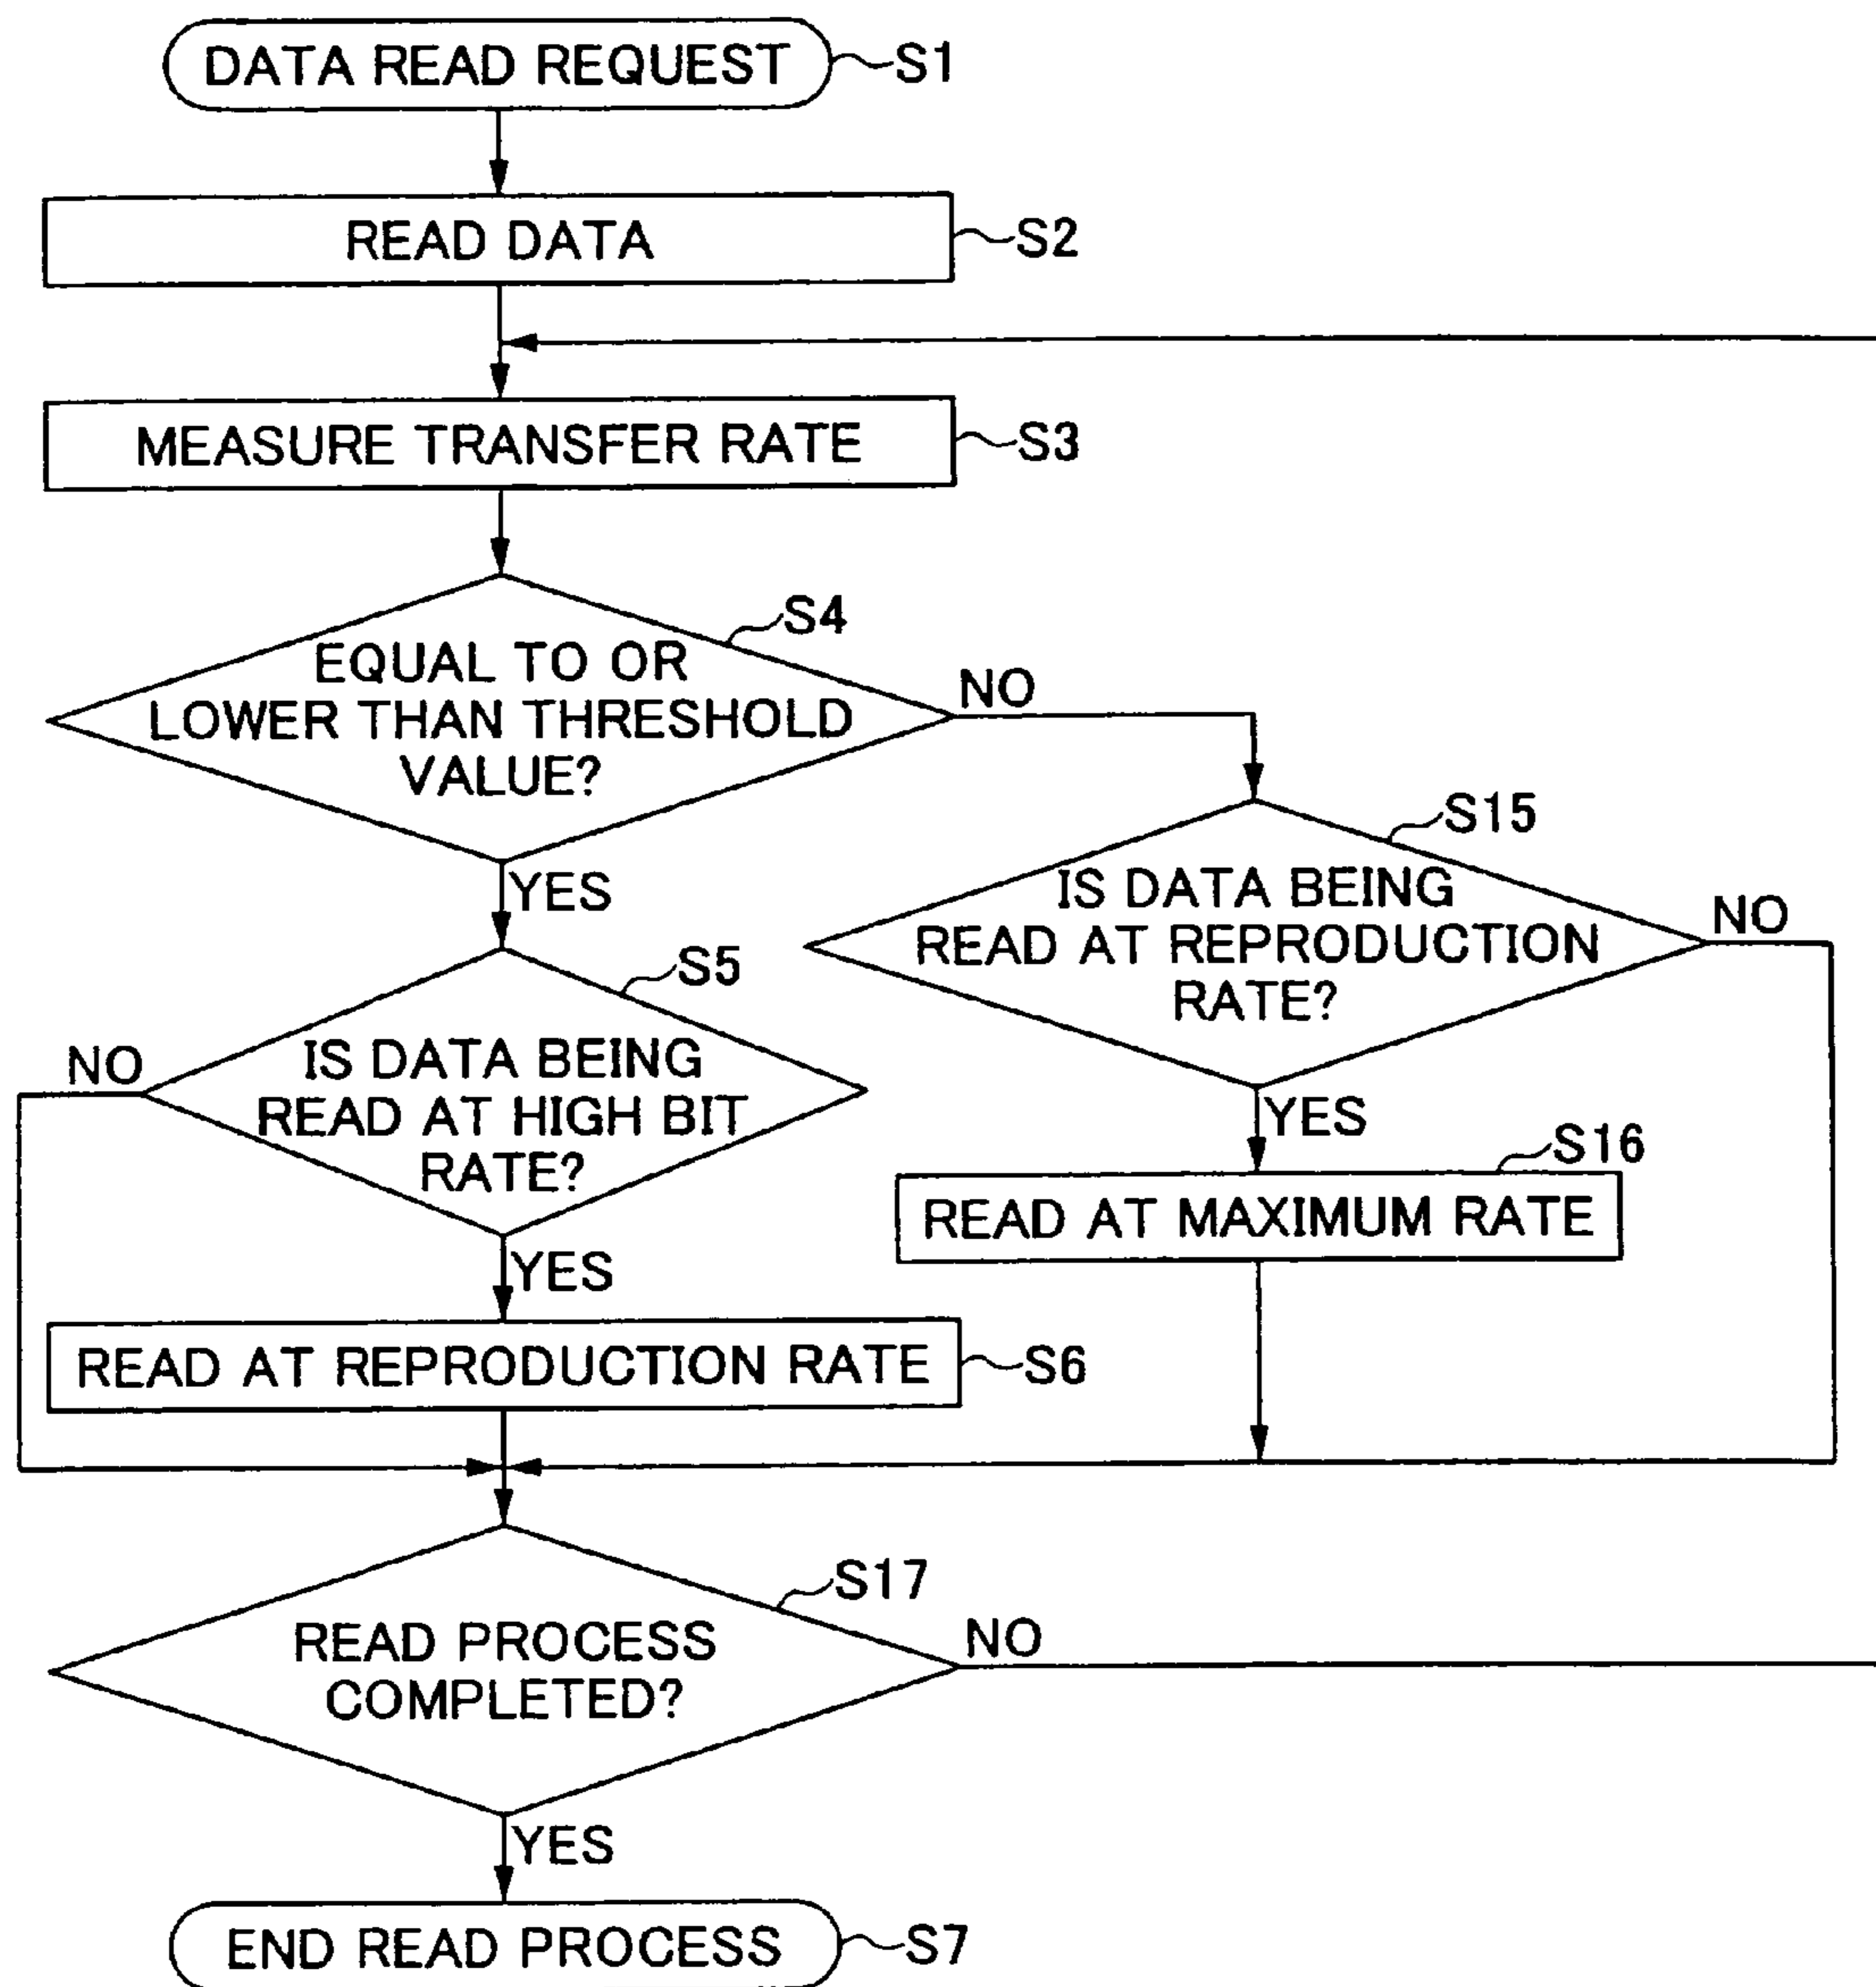 DATA READ REQUEST
S1
READ DATA
S2
MEASURE TRANSFER RATE
S3
S4
EQUAL TO OR
LOWER THAN THRESHOLD
VALUE?
NO
YES
S15
IS DATA BEING
READ AT REPRODUCTION
RATE?
NO
YES
S5
IS DATA BEING
READ AT HIGH BIT
RATE?
NO
YES
S16
READ AT MAXIMUM RATE
READ AT REPRODUCTION RATE
S6
S17
READ PROCESS
COMPLETED?
NO
YES
END READ PROCESS
S7